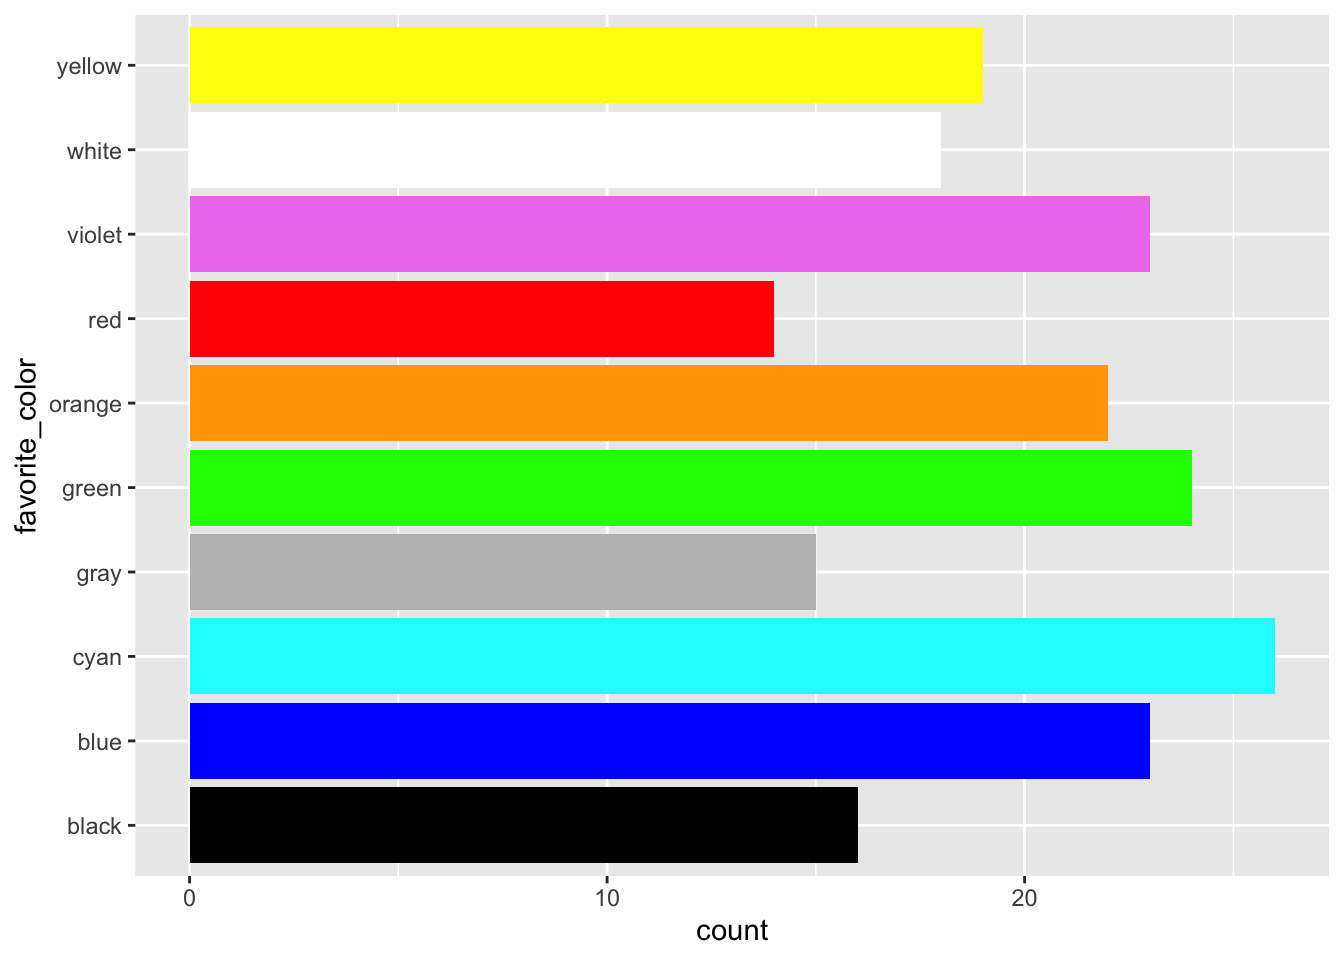 yellow
white
violet
red
orange
green
gray
cyan
blue
black
favorite_color
0 10 20
count